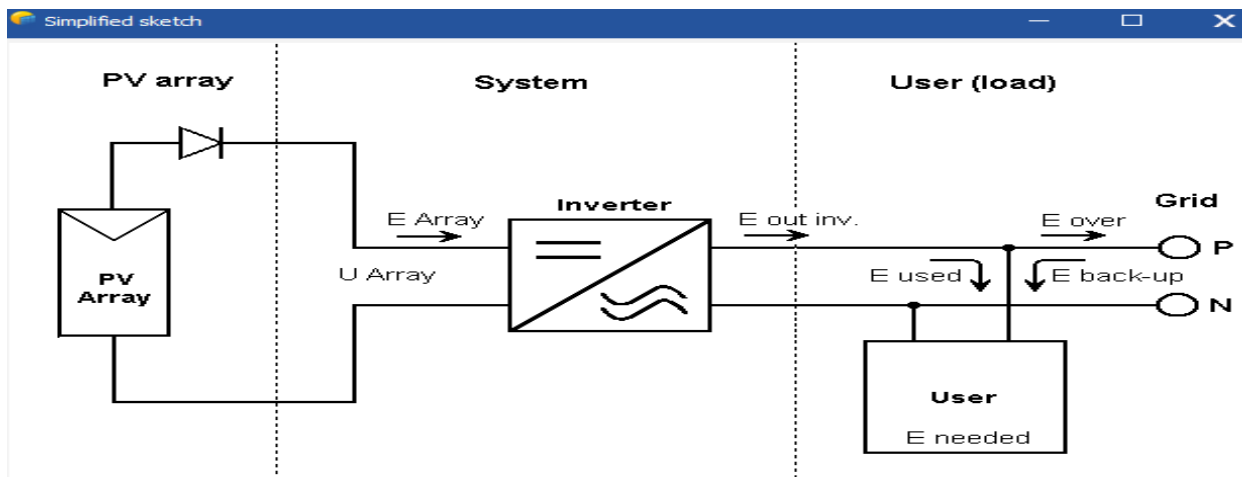 Simplified sketch
PV array
System
User (load)
Inverter
Grid
E Array
E out inv.
E over
P
U Array
E used
E back-up
PV
Array
N
User
E needed